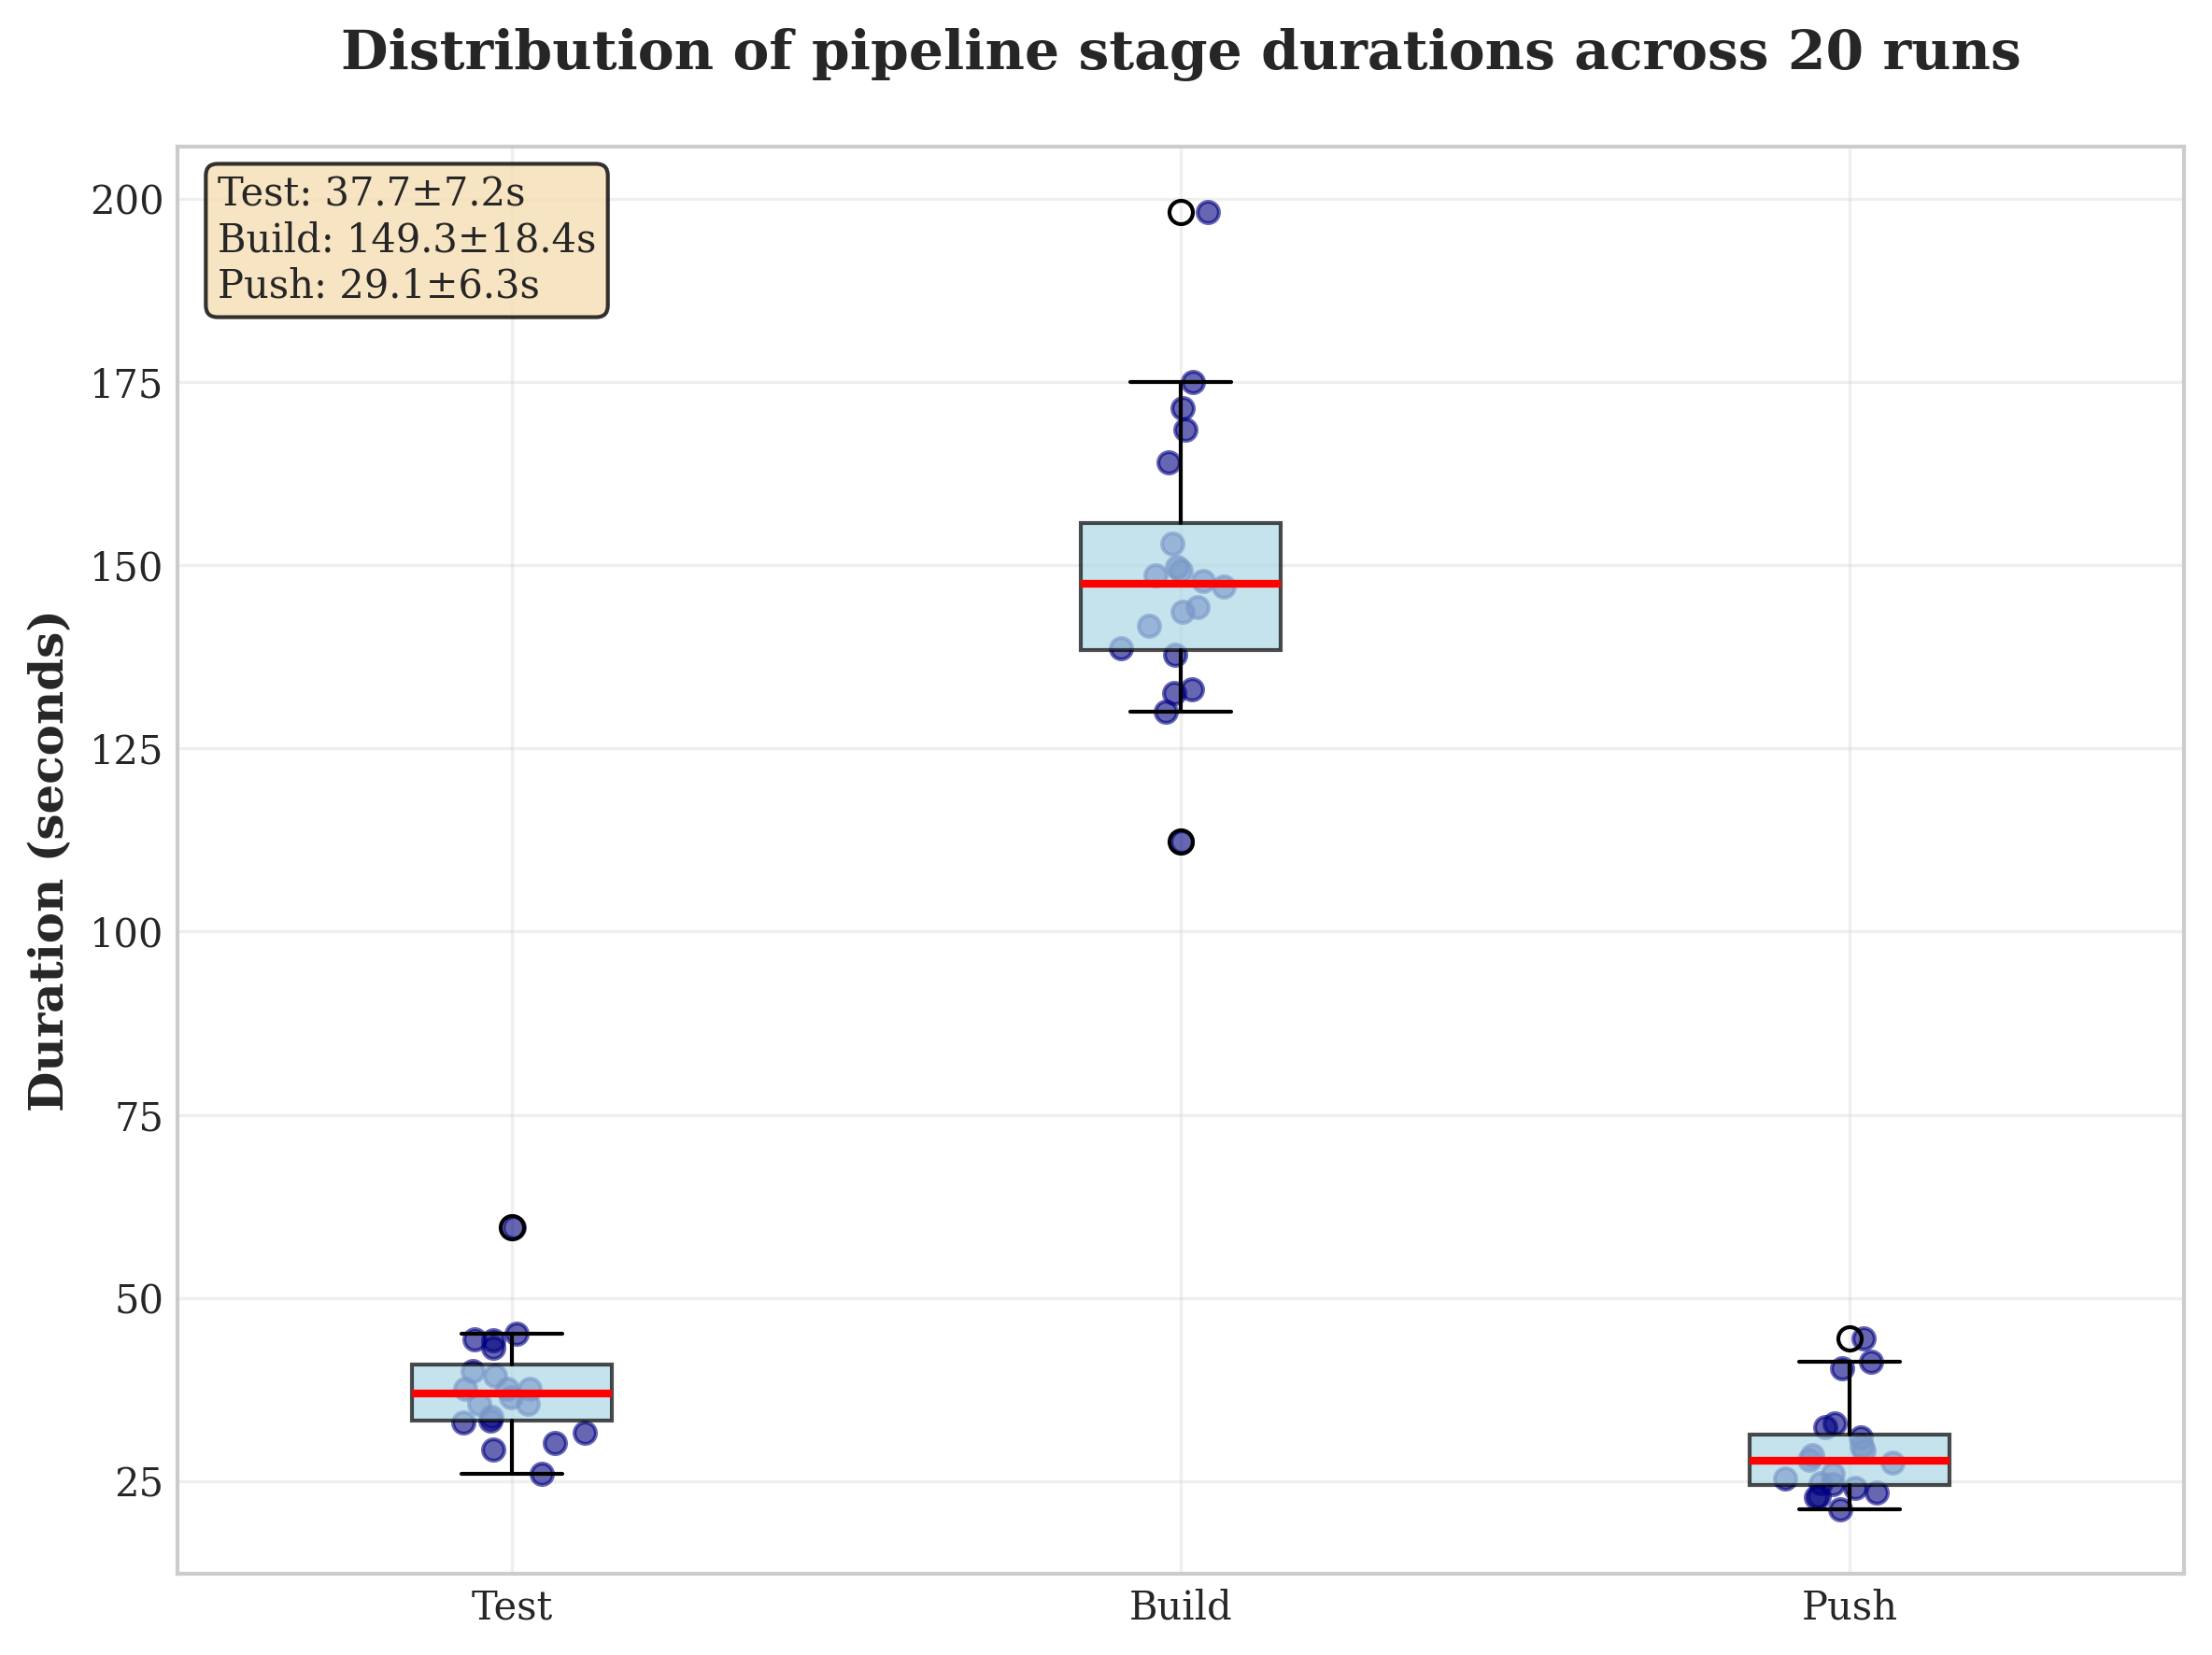 Distribution of pipeline stage durations across 20 runs
Test: 37.7±7.2s
Build: 149.3±18.4s
Push: 29.1±6.3s
Duration (seconds)
200
175
150
125
100
75
50
25
Test
Build
Push